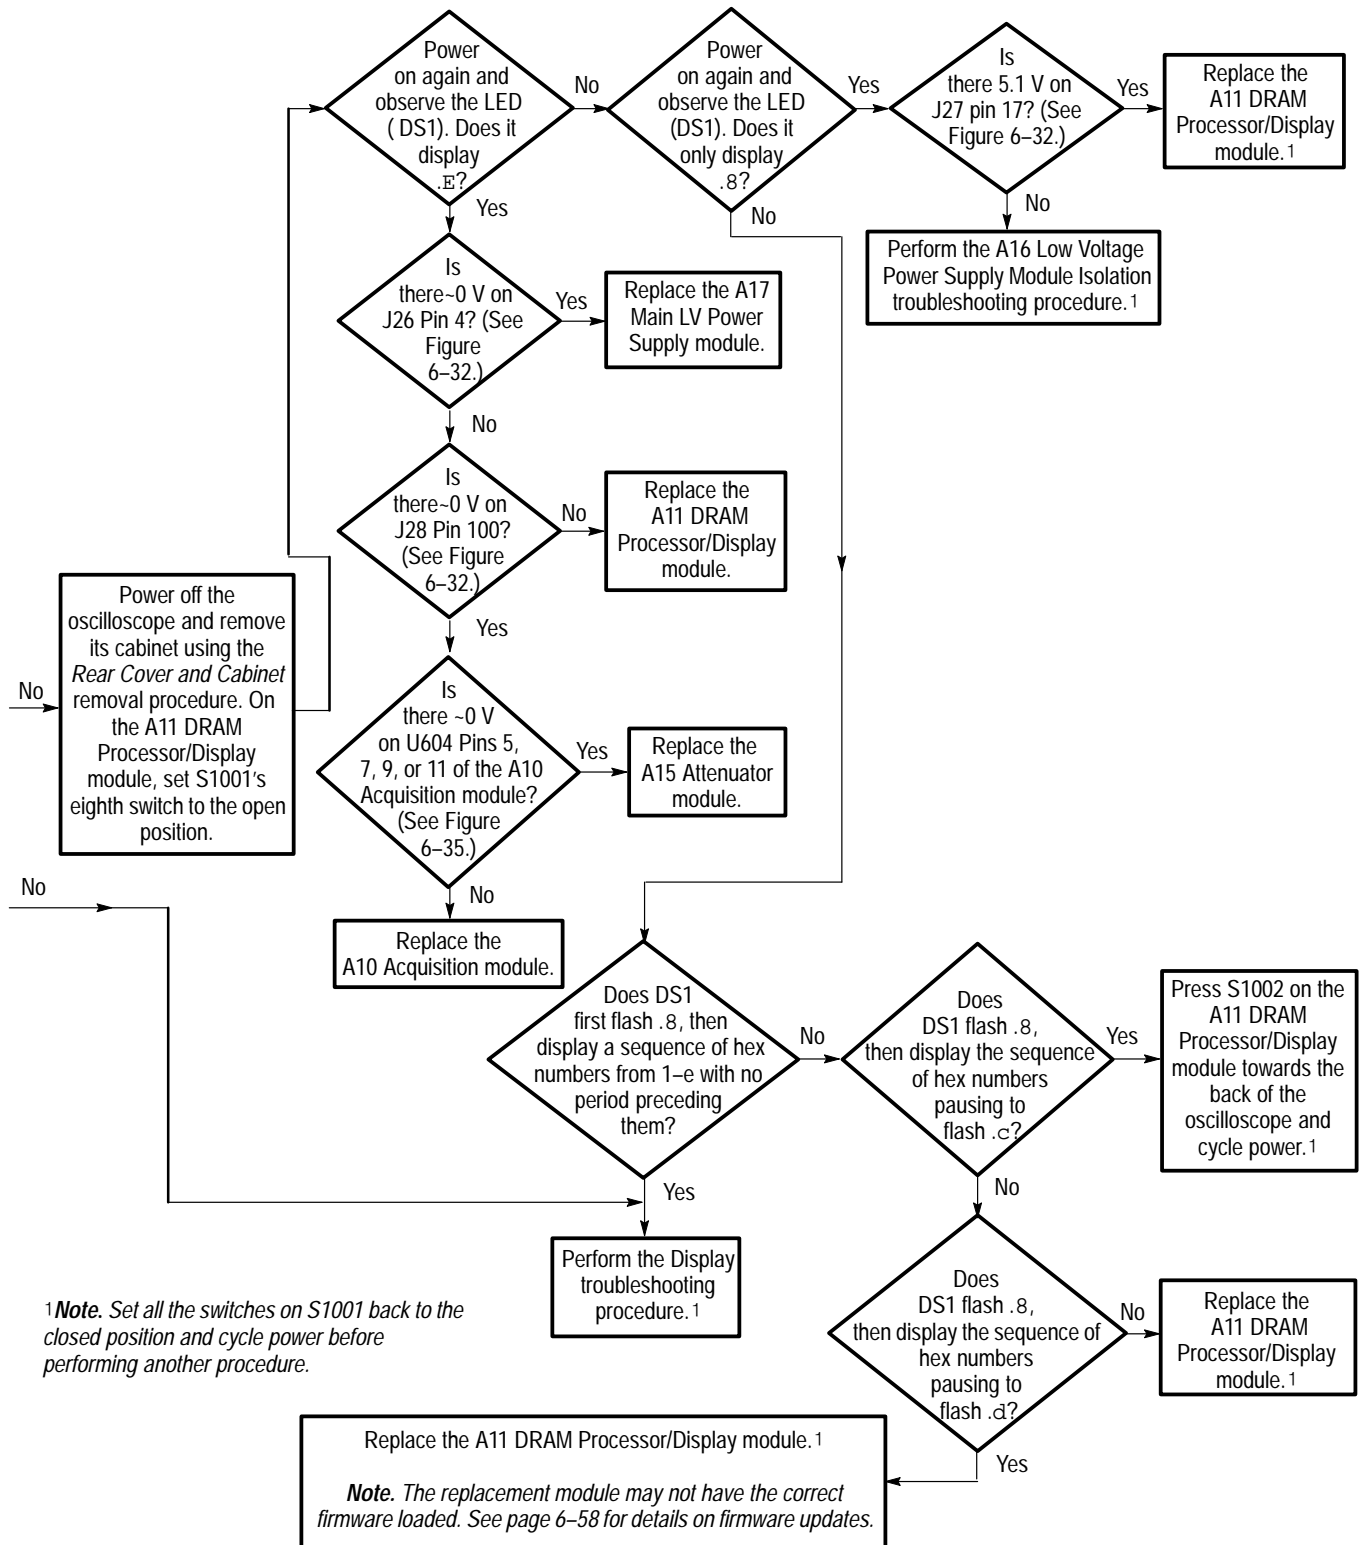 Power
on again and
observe the LED
( DS1). Does it
display
.E?
No
Yes
Power
on again and
observe the LED
(DS1). Does it
only display
.8?
Yes
No
Is
there 5.1 V on
J27 pin 17? (See
Figure 6–32.)
Yes
No
Replace the
A11 DRAM
Processor/Display
module.1
Perform the A16 Low Voltage
Power Supply Module Isolation
troubleshooting procedure.1
Is
there~0 V on
J26 Pin 4? (See
Figure
6–32.)
Yes
No
Replace the A17
Main LV Power
Supply module.
Is
there~0 V on
J28 Pin 100?
(See Figure
6–32.)
No
Yes
Replace the
A11 DRAM
Processor/Display
module.
No
Power off the
oscilloscope and remove
its cabinet using the
Rear Cover and Cabinet
removal procedure. On
the A11 DRAM
Processor/Display
module, set S1001's
eighth switch to the open
position.
Is
there ~0 V
on U604 Pins 5,
7, 9, or 11 of the A10
Acquisition module?
(See Figure
6–35.)
Yes
No
Replace the
A15 Attenuator
module.
Replace the
A10 Acquisition module.
No
Does DS1
first flash .8, then
display a sequence of hex
numbers from 1–e with no
period preceding
them?
No
Yes
Does
DS1 flash .8,
then display the sequence
of hex numbers
pausing to
flash .c?
Yes
No
Press S1002 on the
A11 DRAM
Processor/Display
module towards the
back of the
oscilloscope and
cycle power.1
Perform the Display
troubleshooting
procedure.1
Does
DS1 flash .8,
then display the sequence of
hex numbers
pausing to
flash .d?
No
Yes
Replace the
A11 DRAM
Processor/Display
module.1
1Note. Set all the switches on S1001 back to the
closed position and cycle power before
performing another procedure.
Replace the A11 DRAM Processor/Display module.1
Note. The replacement module may not have the correct
firmware loaded. See page 6–58 for details on firmware updates.